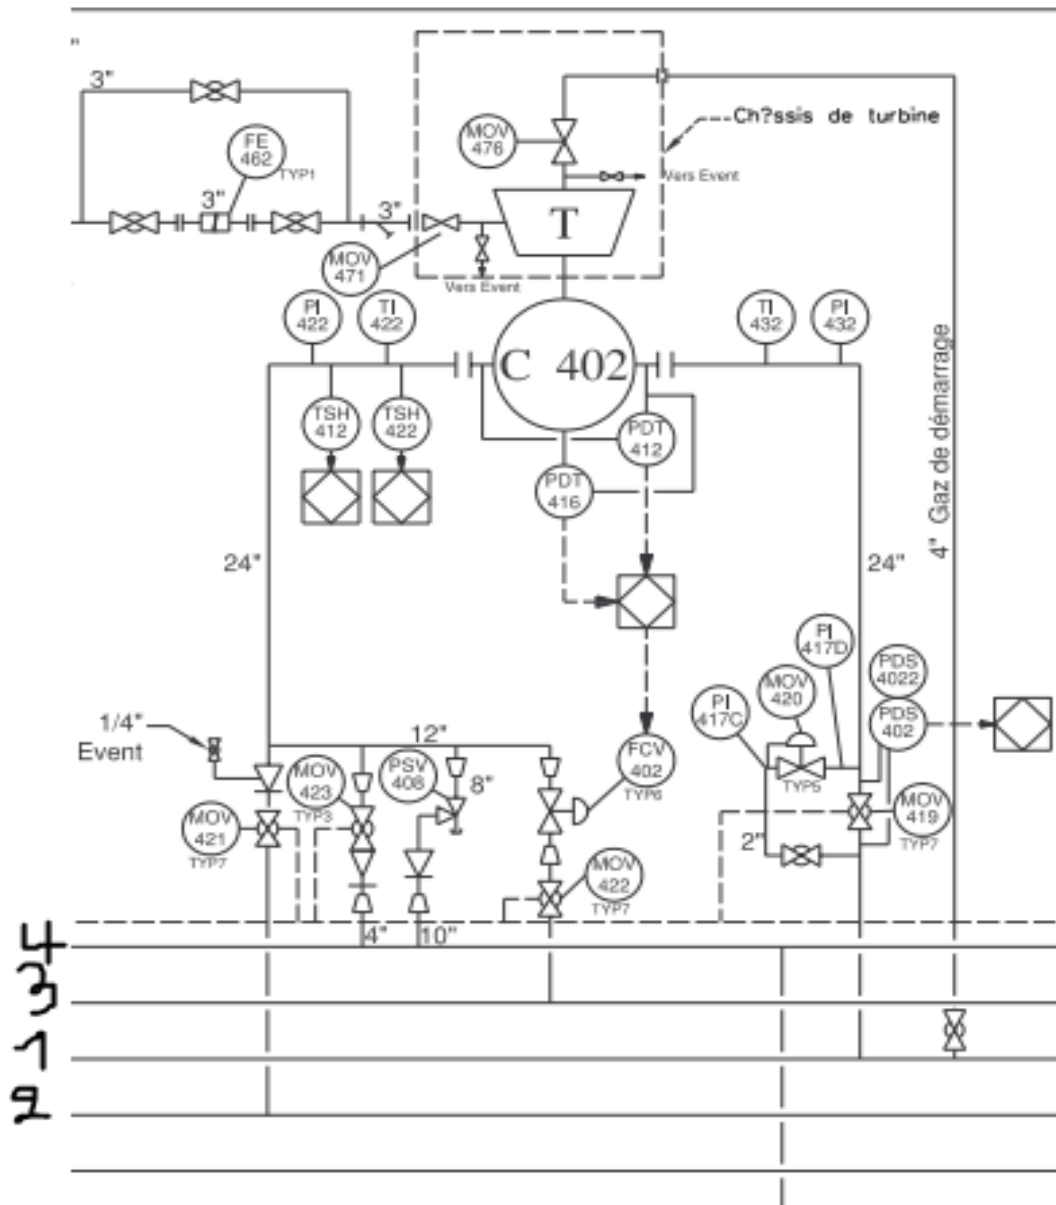 "
3"
FE
462
TYP1
3"
3"
MOV
476
Ch?ssis de turbine
Vers Event
T
MOV
471
Vers Event
PI
422
TI
422
TI
432
PI
432
C 402
TSH
412
TSH
422
PDT
412
PDT
416
4" Gaz de démarrage
24"
24"
PI
417D
PDS
4022
MOV
420
PI
417C
PDS
402
1/4"
Event
12"
MOV
423
TYP3
PSV
408
8"
FCV
402
TYP6
TYP5
MOV
421
TYP7
MOV
419
TYP7
2"
MOV
422
TYP7
4"
10"
4
3
1
2